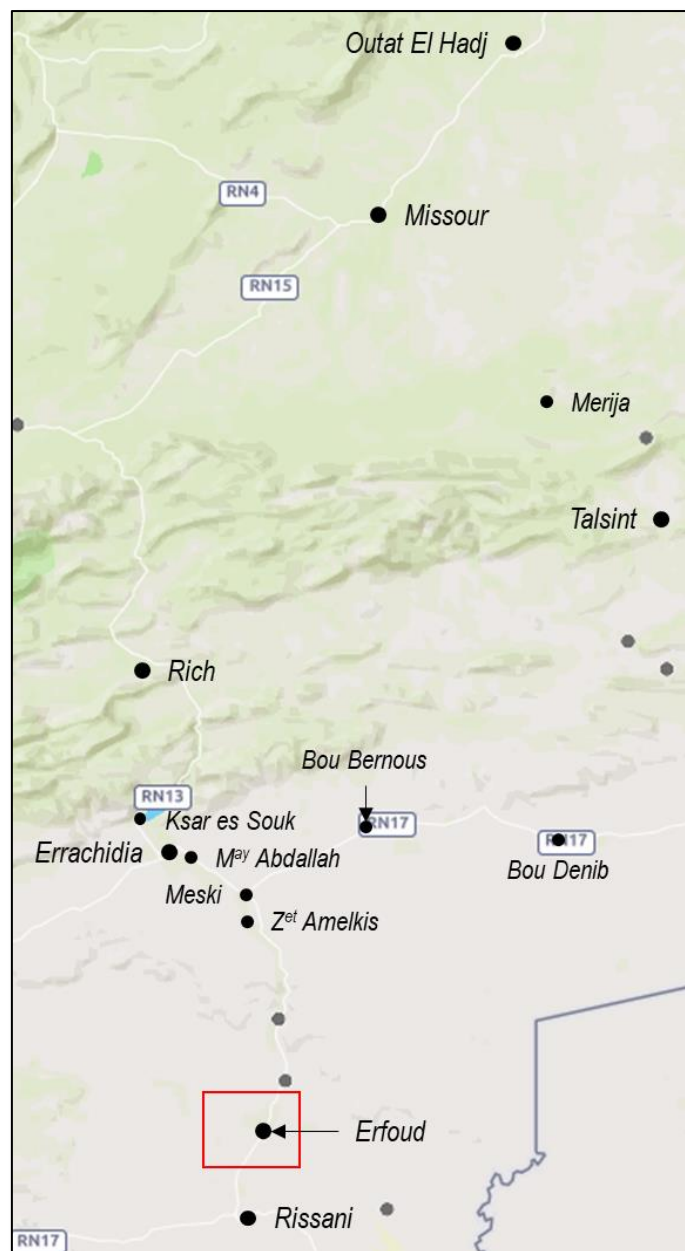 Outat El Hadj
RN4
Missour
RN15
Merija
Talsint
Rich
Bou Bernous
RN13
Ksar es Souk
RN17
Errachidia
May Abdallah
RN17
Bou Denib
Meski
Zet Amelkis
Erfoud
Rissani
RN17